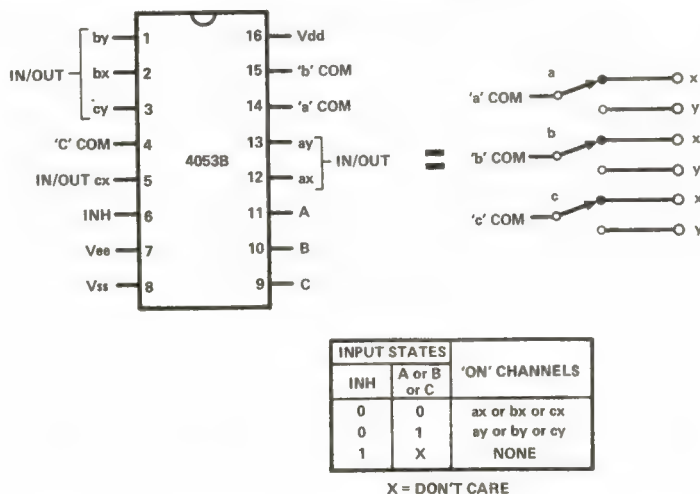 by 1 16 Vdd
IN/OUT bx 2 15 'b' COM
cy 3 14 'a' COM
'C' COM 4 13 ay
4053B
IN/OUT
IN/OUT cx 5 12 ax
INH 6 11 A
Vee 7 10 B
Vss 8 9 C
=
a x
'a' COM
y
b x
'b' COM
y
c x
'c' COM
y
INPUT STATES 'ON' CHANNELS
INH A or B or C
0 0 ax or bx or cx
0 1 ay or by or cy
1 X NONE
X = DON'T CARE